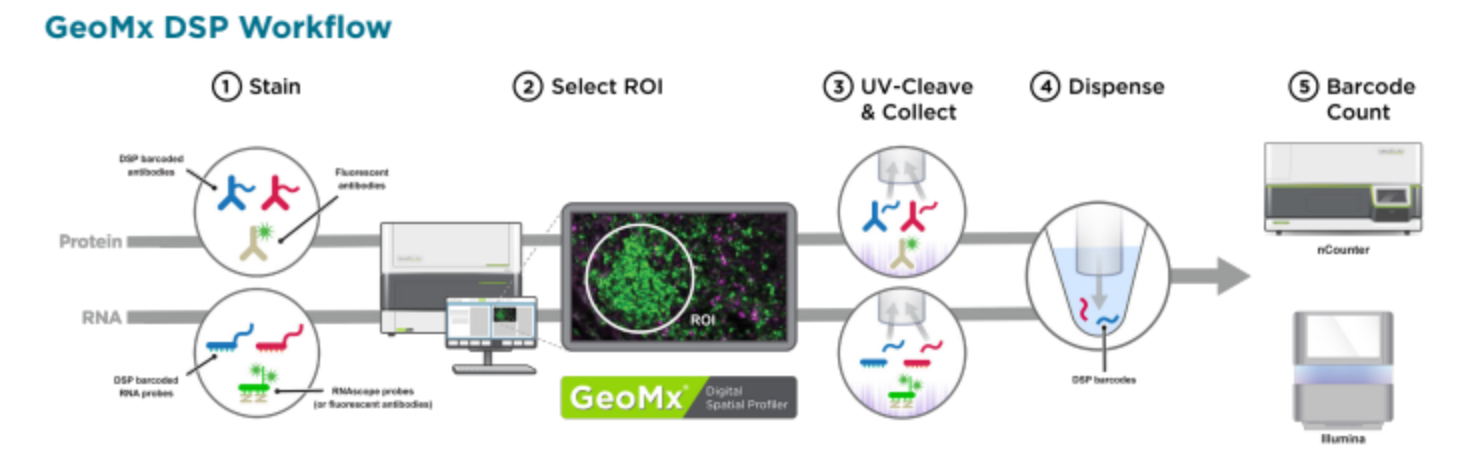 GeoMx DSP Workflow
1 Stain
2 Select ROI
3 UV-Cleave
& Collect
4 Dispense
5 Barcode
Count
DSP barcoded
antibodies
Fluorescent
antibodies
Protein
RNA
DSP barcoded
RNA probes
RNAscope probes
(or fluorescent antibodies)
ROI
GeoMx® Digital
Spatial Profiler
DSP barcodes
nCounter
Illumina